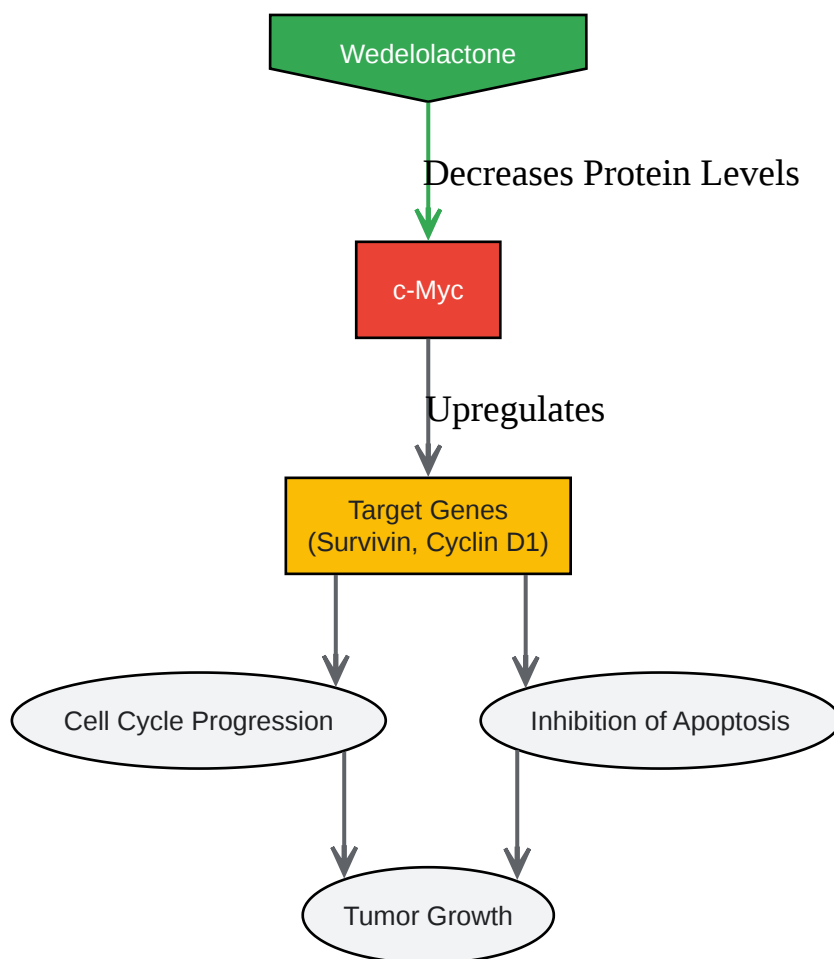 Wedelolactone
Decreases Protein Levels
c-Myc
Upregulates
Target Genes
(Survivin, Cyclin D1)
Cell Cycle Progression
Inhibition of Apoptosis
Tumor Growth